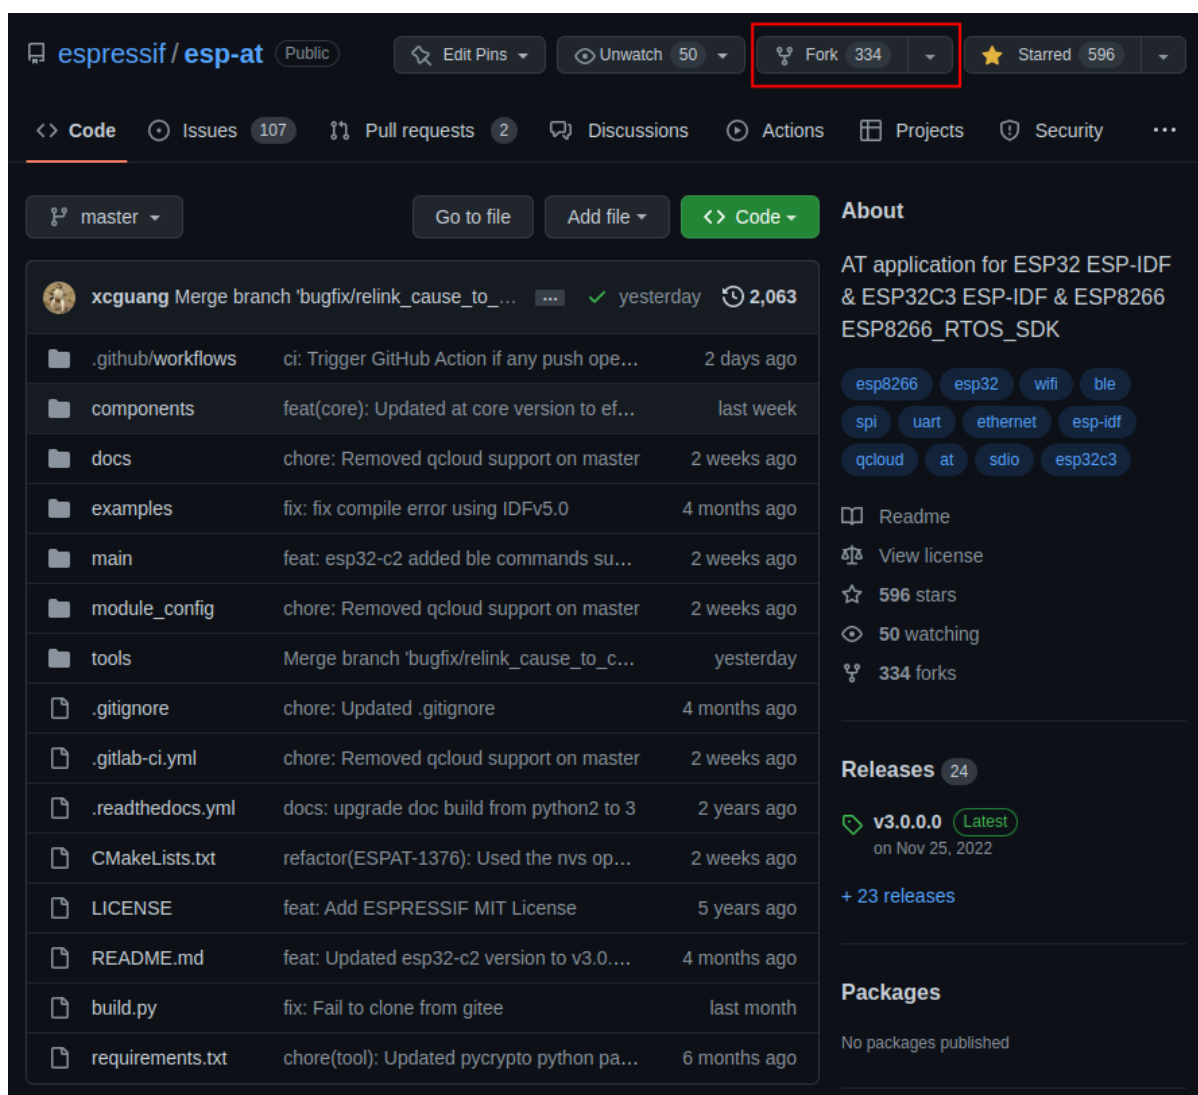 espressif / esp-at Public Edit Pins Unwatch 50 Fork 334 Starred 596
<> Code Issues 107 Pull requests 2 Discussions Actions Projects Security ...
master Go to file Add file <> Code
xcguang Merge branch 'bugfix/relink_cause_to_... ... yesterday 2,063
.github/workflows ci: Trigger GitHub Action if any push ope... 2 days ago
components feat(core): Updated at core version to ef... last week
docs chore: Removed qcloud support on master 2 weeks ago
examples fix: fix compile error using IDFv5.0 4 months ago
main feat: esp32-c2 added ble commands su... 2 weeks ago
module_config chore: Removed qcloud support on master 2 weeks ago
tools Merge branch 'bugfix/relink_cause_to_c... yesterday
.gitignore chore: Updated .gitignore 4 months ago
.gitlab-ci.yml chore: Removed qcloud support on master 2 weeks ago
.readthedocs.yml docs: upgrade doc build from python2 to 3 2 years ago
CMakeLists.txt refactor(ESPAT-1376): Used the nvs op... 2 weeks ago
LICENSE feat: Add ESPRESSIF MIT License 5 years ago
README.md feat: Updated esp32-c2 version to v3.0.... 4 months ago
build.py fix: Fail to clone from gitee last month
requirements.txt chore(tool): Updated pycrypto python pa... 6 months ago
About
AT application for ESP32 ESP-IDF
& ESP32C3 ESP-IDF & ESP8266
ESP8266_RTOS_SDK
esp8266 esp32 wifi ble
spi uart ethernet esp-idf
qcloud at sdio esp32c3
Readme
View license
596 stars
50 watching
334 forks
Releases 24
v3.0.0.0 Latest
on Nov 25, 2022
+ 23 releases
Packages
No packages published